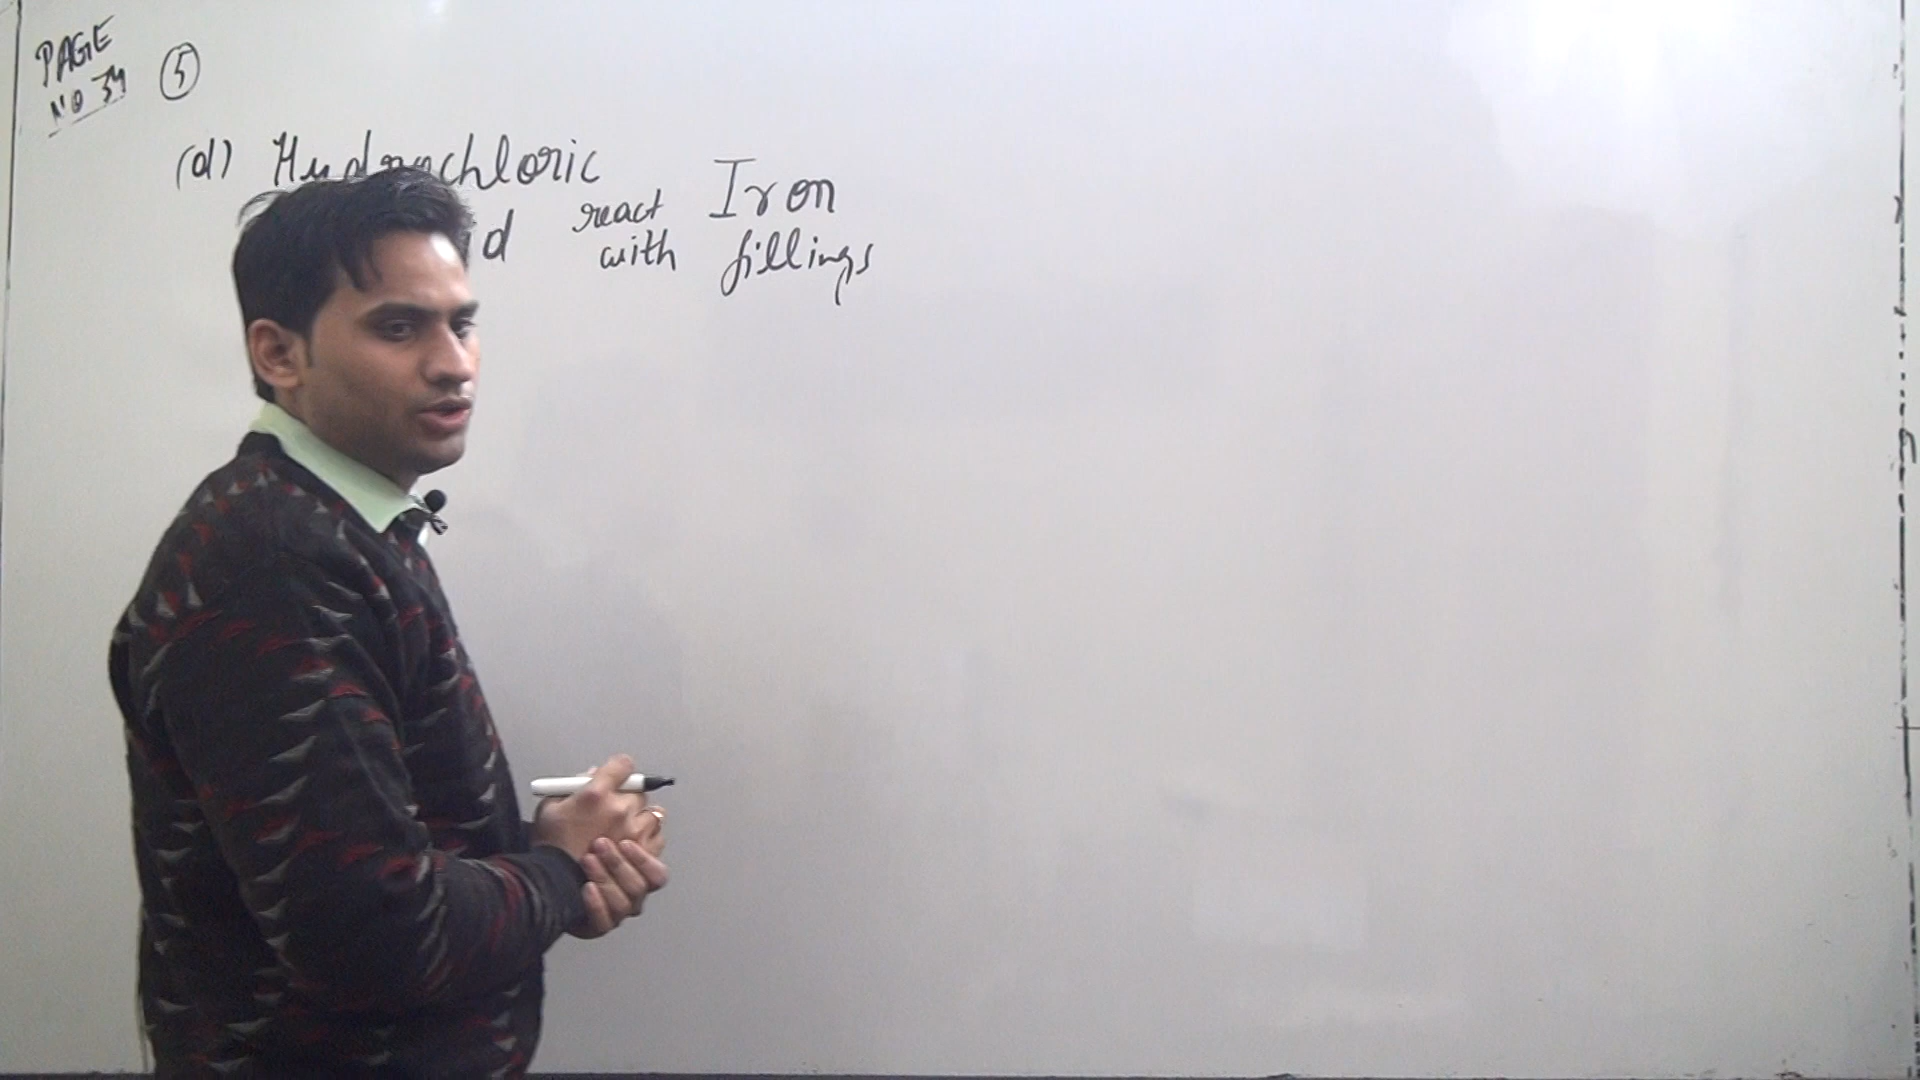 PAGE
NO 34
5
(d) Hydrochloric
react Iron
with fillings